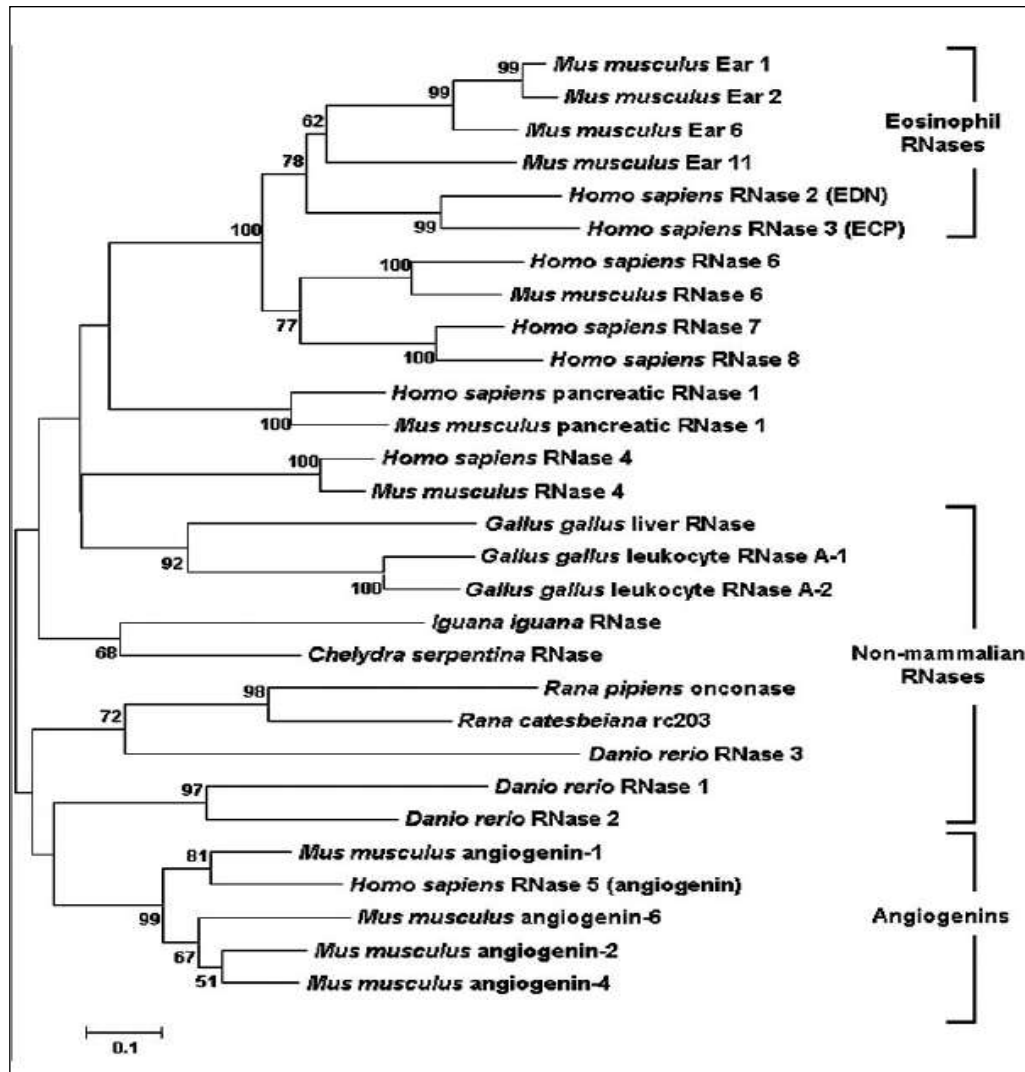 99
Mus musculus Ear 1
Mus musculus Ear 2
99
Mus musculus Ear 6
62
Mus musculus Ear 11
78
Homo sapiens RNase 2 (EDN)
99
Homo sapiens RNase 3 (ECP)
Eosinophil
RNases
100
Homo sapiens RNase 6
100
Mus musculus RNase 6
77
Homo sapiens RNase 7
100
Homo sapiens RNase 8
Homo sapiens pancreatic RNase 1
100
Mus musculus pancreatic RNase 1
100
Homo sapiens RNase 4
Mus musculus RNase 4
Gallus gallus liver RNase
92
Gallus gallus leukocyte RNase A-1
100
Gallus gallus leukocyte RNase A-2
Iguana iguana RNase
68
Chelydra serpentina RNase
Non-mammalian
RNases
98
Rana pipiens onconase
72
Rana catesbeiana rc203
Danio rerio RNase 3
97
Danio rerio RNase 1
Danio rerio RNase 2
81
Mus musculus angiogenin-1
Homo sapiens RNase 5 (angiogenin)
99
Mus musculus angiogenin-6
Angiogenins
67
Mus musculus angiogenin-2
51
Mus musculus angiogenin-4
0.1